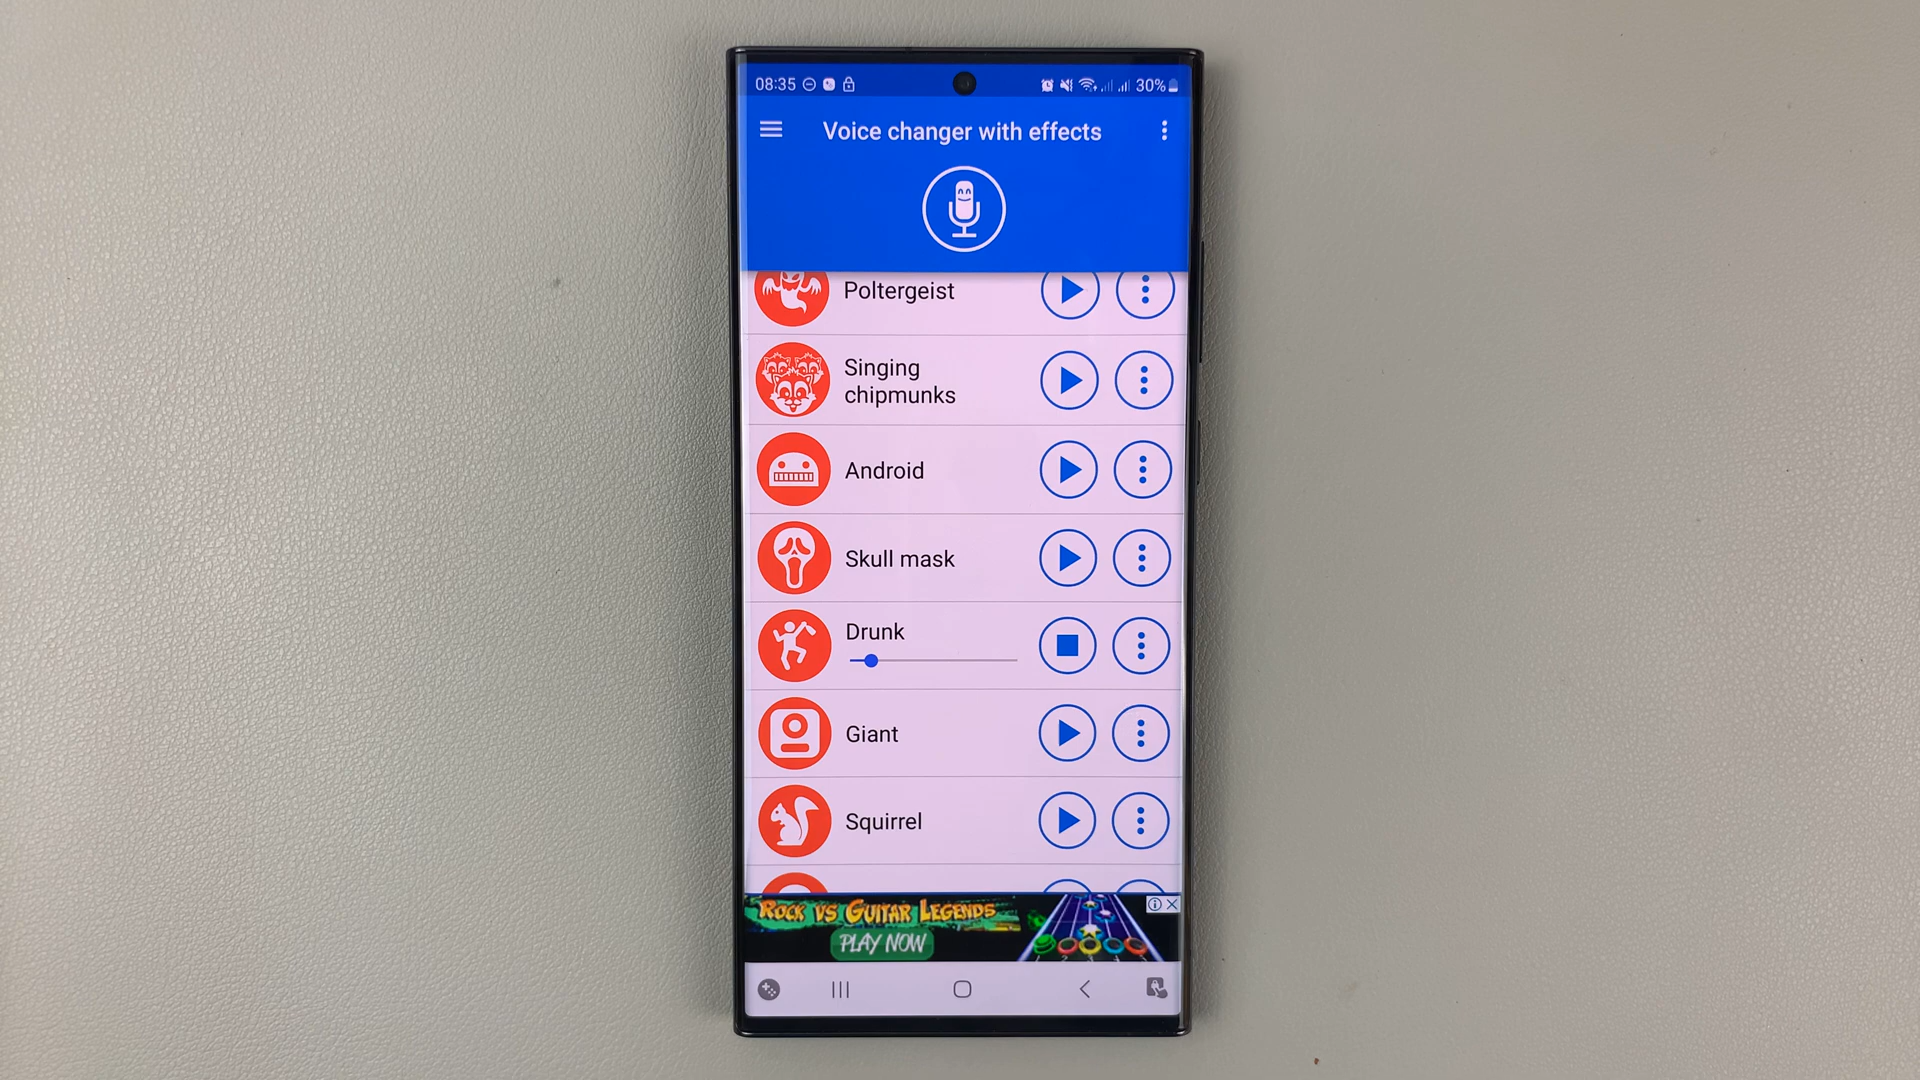 08:35 30%
Voice changer with effects
Poltergeist
Singing
chipmunks
Android
Skull mask
Drunk
Giant
Squirrel
ROCK VS GUITAR LEGENDS
PLAY NOW